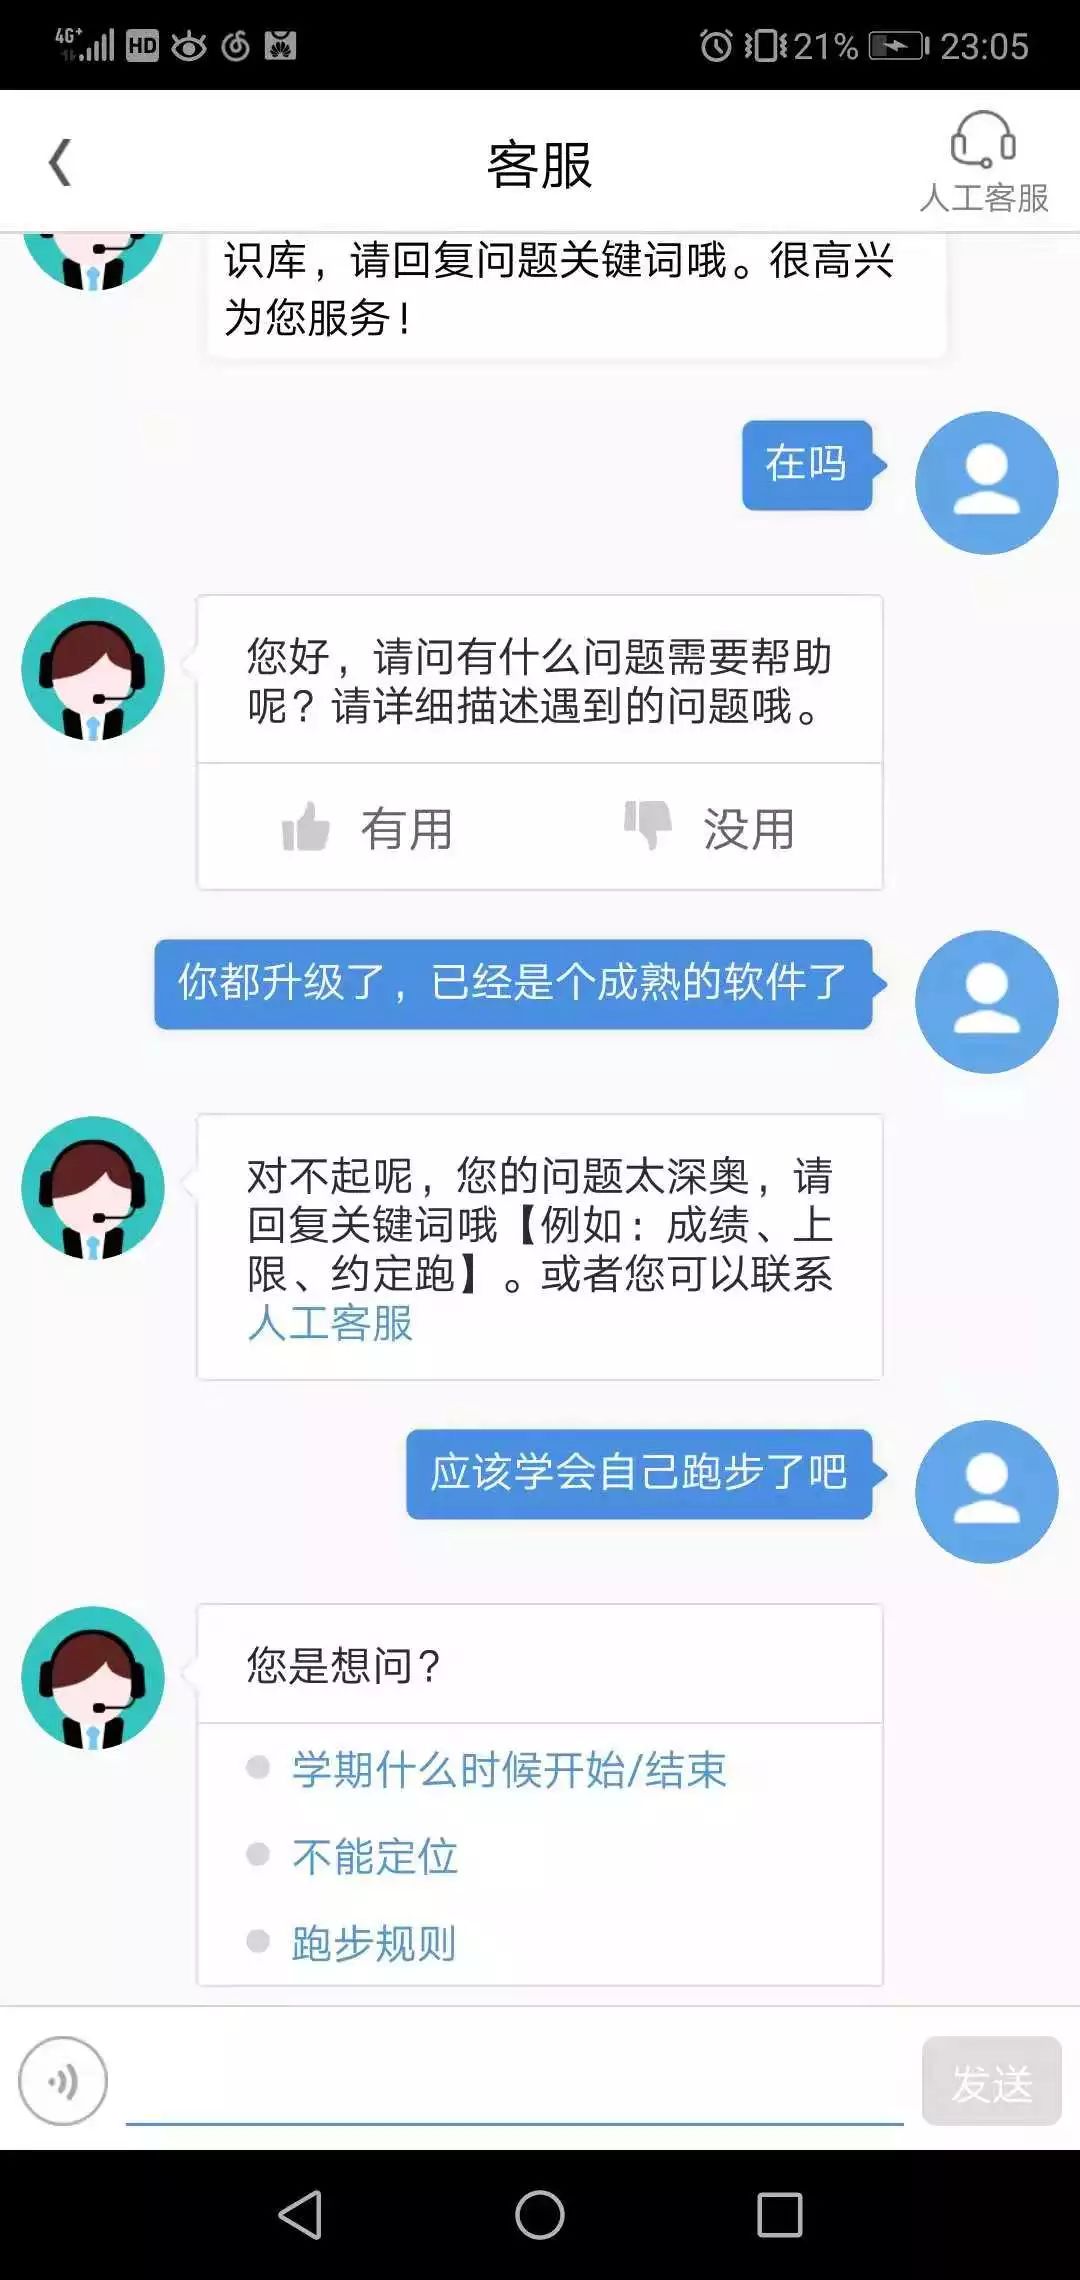 4G+ HD 21% 23:05
客服
人工客服
识库，请回复问题关键词哦。很高兴
为您服务！
在吗
您好，请问有什么问题需要帮助
呢？请详细描述遇到的问题哦。
有用 没用
你都升级了，已经是个成熟的软件了
对不起呢，您的问题太深奥，请
回复关键词哦【例如：成绩、上
限、约定跑】。或者您可以联系
人工客服
应该学会自己跑步了吧
您是想问？
学期什么时候开始/结束
不能定位
跑步规则
发送